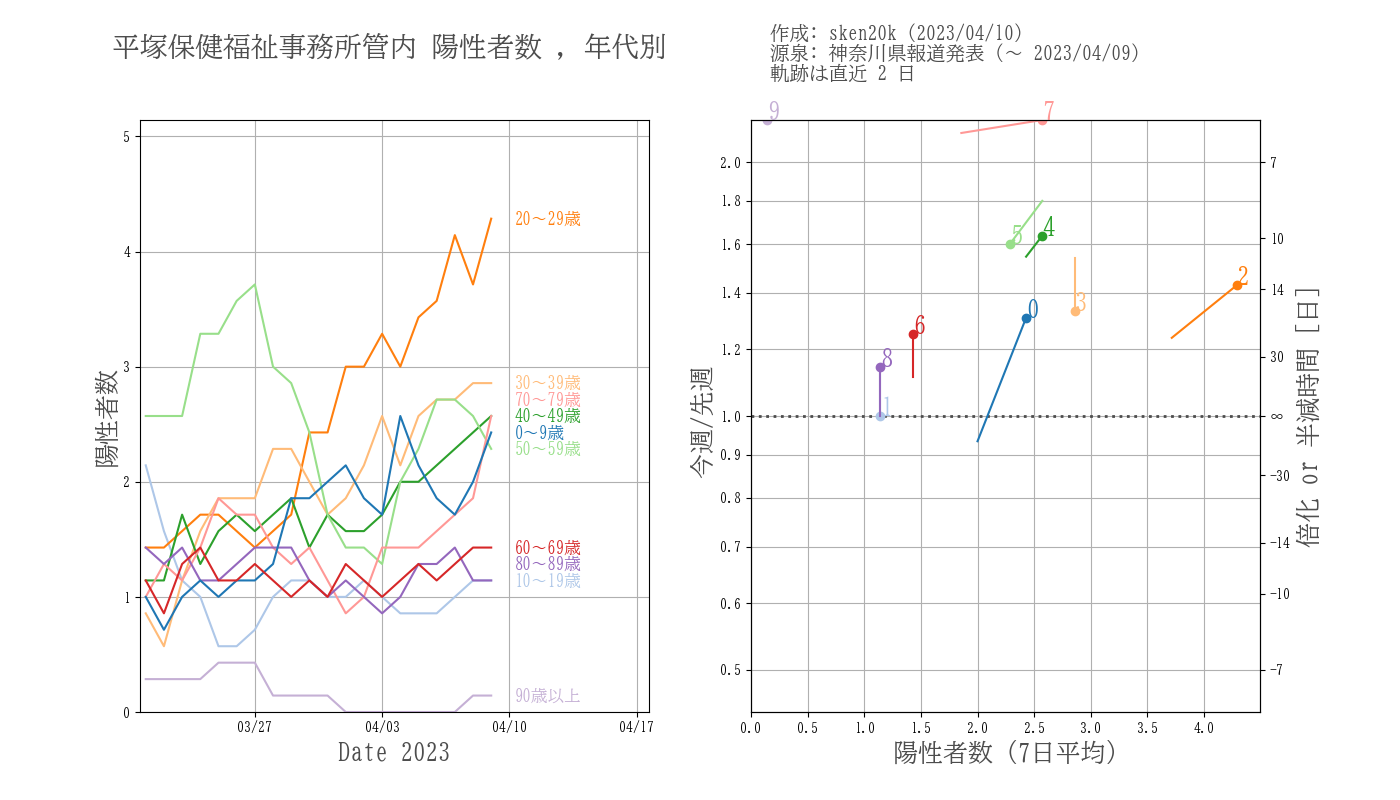 平塚保健福祉事務所管内 陽性者数 , 年代別
作成: sken20k (2023/04/10)
源泉: 神奈川県報道発表 (〜 2023/04/09)
軌跡は直近 2 日
陽性者数
5
4
3
2
1
0
03/27
04/03
04/10
04/17
Date 2023
20〜29歳
30〜39歳
70〜79歳
40〜49歳
0〜9歳
50〜59歳
60〜69歳
80〜89歳
10〜19歳
90歳以上
今週/先週
2.0
1.8
1.6
1.4
1.2
1.0
0.9
0.8
0.7
0.6
0.5
9
7
5
4
2
3
0
6
8
1
0.0
0.5
1.0
1.5
2.0
2.5
3.0
3.5
4.0
陽性者数 (7日平均)
7
10
14
30
∞
−30
−14
−10
−7
倍化 or 半減時間 [日]